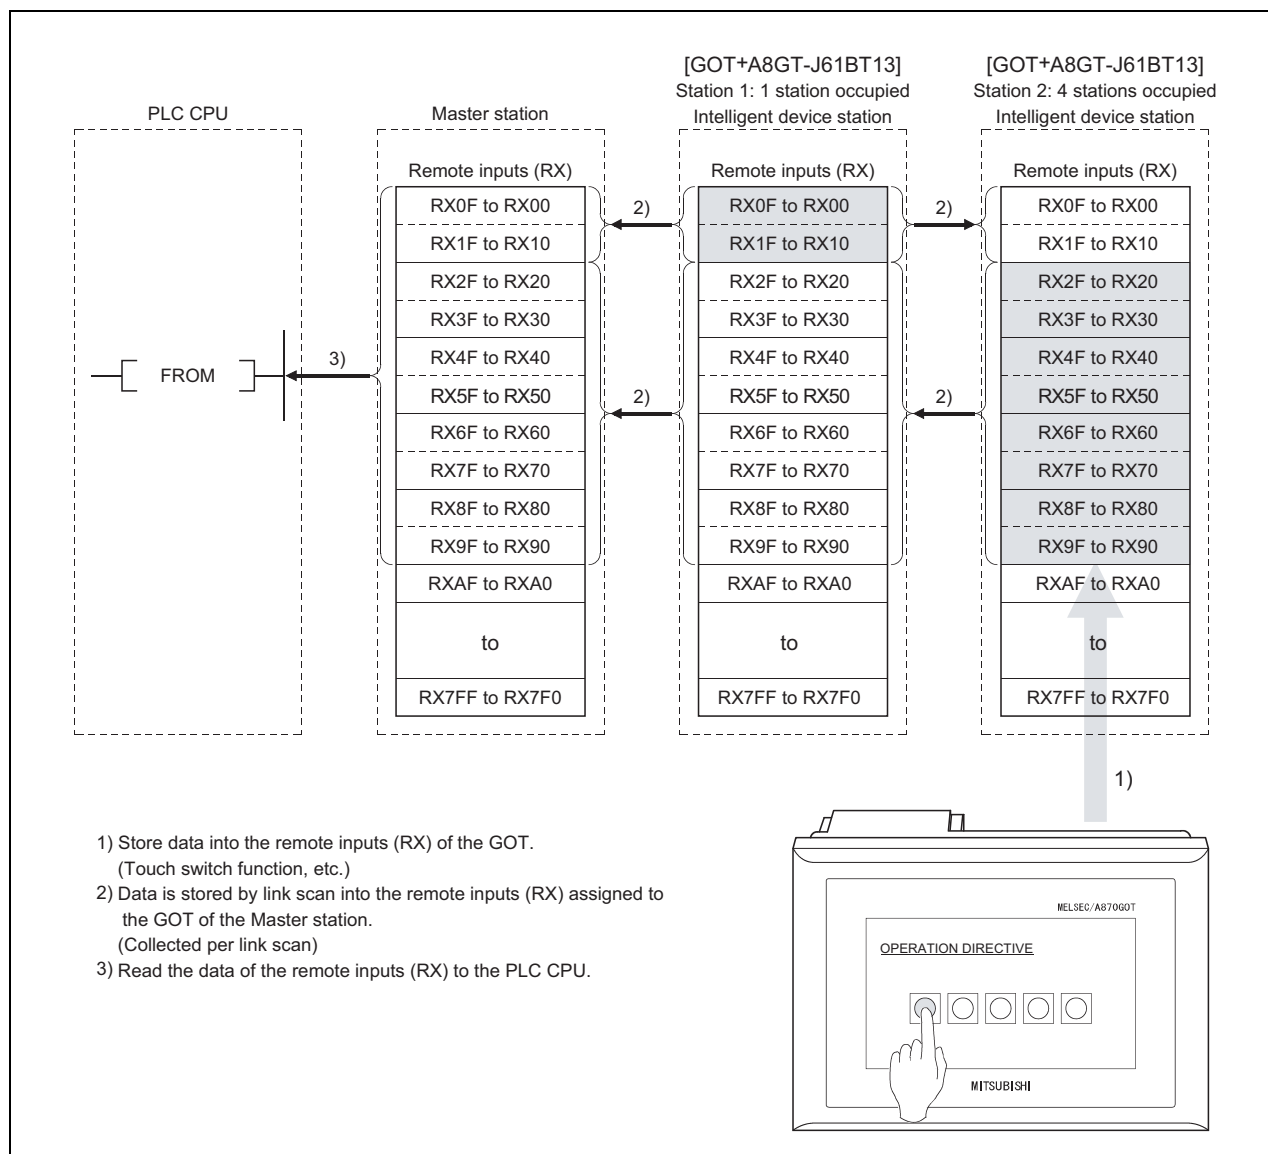 [GOT+A8GT-J61BT13]
Station 1: 1 station occupied
Intelligent device station
[GOT+A8GT-J61BT13]
Station 2: 4 stations occupied
Intelligent device station
PLC CPU
Master station
Remote inputs (RX)
Remote inputs (RX)
Remote inputs (RX)
RX0F to RX00
2)
RX0F to RX00
2)
RX0F to RX00
RX1F to RX10
RX1F to RX10
RX1F to RX10
RX2F to RX20
RX2F to RX20
RX2F to RX20
RX3F to RX30
RX3F to RX30
RX3F to RX30
FROM
3)
RX4F to RX40
RX4F to RX40
RX4F to RX40
RX5F to RX50
2)
RX5F to RX50
2)
RX5F to RX50
RX6F to RX60
RX6F to RX60
RX6F to RX60
RX7F to RX70
RX7F to RX70
RX7F to RX70
RX8F to RX80
RX8F to RX80
RX8F to RX80
RX9F to RX90
RX9F to RX90
RX9F to RX90
RXAF to RXA0
RXAF to RXA0
RXAF to RXA0
to
to
to
RX7FF to RX7F0
RX7FF to RX7F0
RX7FF to RX7F0
1)
1) Store data into the remote inputs (RX) of the GOT.
(Touch switch function, etc.)
2) Data is stored by link scan into the remote inputs (RX) assigned to
the GOT of the Master station.
(Collected per link scan)
3) Read the data of the remote inputs (RX) to the PLC CPU.
MELSEC/A870GOT
OPERATION DIRECTIVE
MITSUBISHI